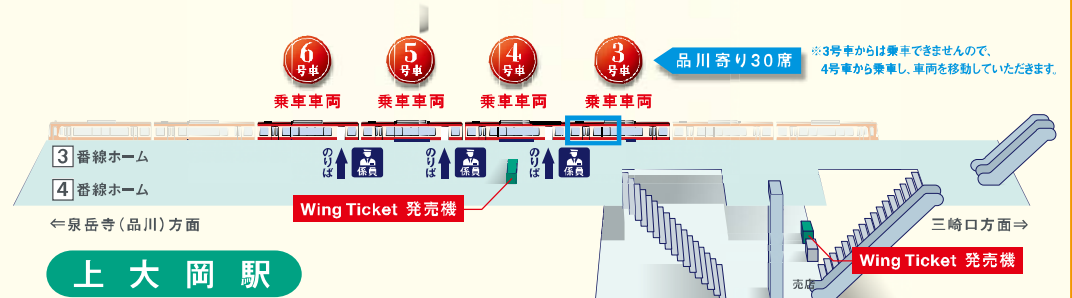 6
号車
乗車車両
5
号車
乗車車両
4
号車
乗車車両
3
号車
乗車車両
品川寄り30席
※3号車からは乗車できませんので、
4号車から乗車し、車両を移動していただきます。
3 番線ホーム
4 番線ホーム
のりば
係員
のりば
係員
のりば
係員
Wing Ticket 発売機
←泉岳寺(品川)方面
三崎口方面⇒
上大岡駅
Wing Ticket 発売機
売店